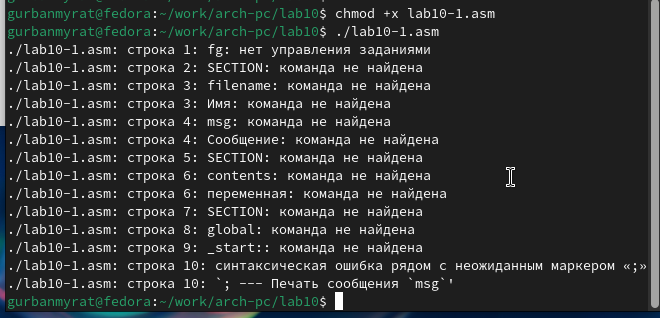 gurbanmyrat@fedora:~/work/arch-pc/lab10$ chmod +x lab10-1.asm
gurbanmyrat@fedora:~/work/arch-pc/lab10$ ./lab10-1.asm
./lab10-1.asm: строка 1: fg: нет управления заданиями
./lab10-1.asm: строка 2: SECTION: команда не найдена
./lab10-1.asm: строка 3: filename: команда не найдена
./lab10-1.asm: строка 3: Имя: команда не найдена
./lab10-1.asm: строка 4: msg: команда не найдена
./lab10-1.asm: строка 4: Сообщение: команда не найдена
./lab10-1.asm: строка 5: SECTION: команда не найдена
./lab10-1.asm: строка 6: contents: команда не найдена
./lab10-1.asm: строка 6: переменная: команда не найдена
./lab10-1.asm: строка 7: SECTION: команда не найдена
./lab10-1.asm: строка 8: global: команда не найдена
./lab10-1.asm: строка 9: _start:: команда не найдена
./lab10-1.asm: строка 10: синтаксическая ошибка рядом с неожиданным маркером «;»
./lab10-1.asm: строка 10: `; --- Печать сообщения `msg`'
gurbanmyrat@fedora:~/work/arch-pc/lab10$